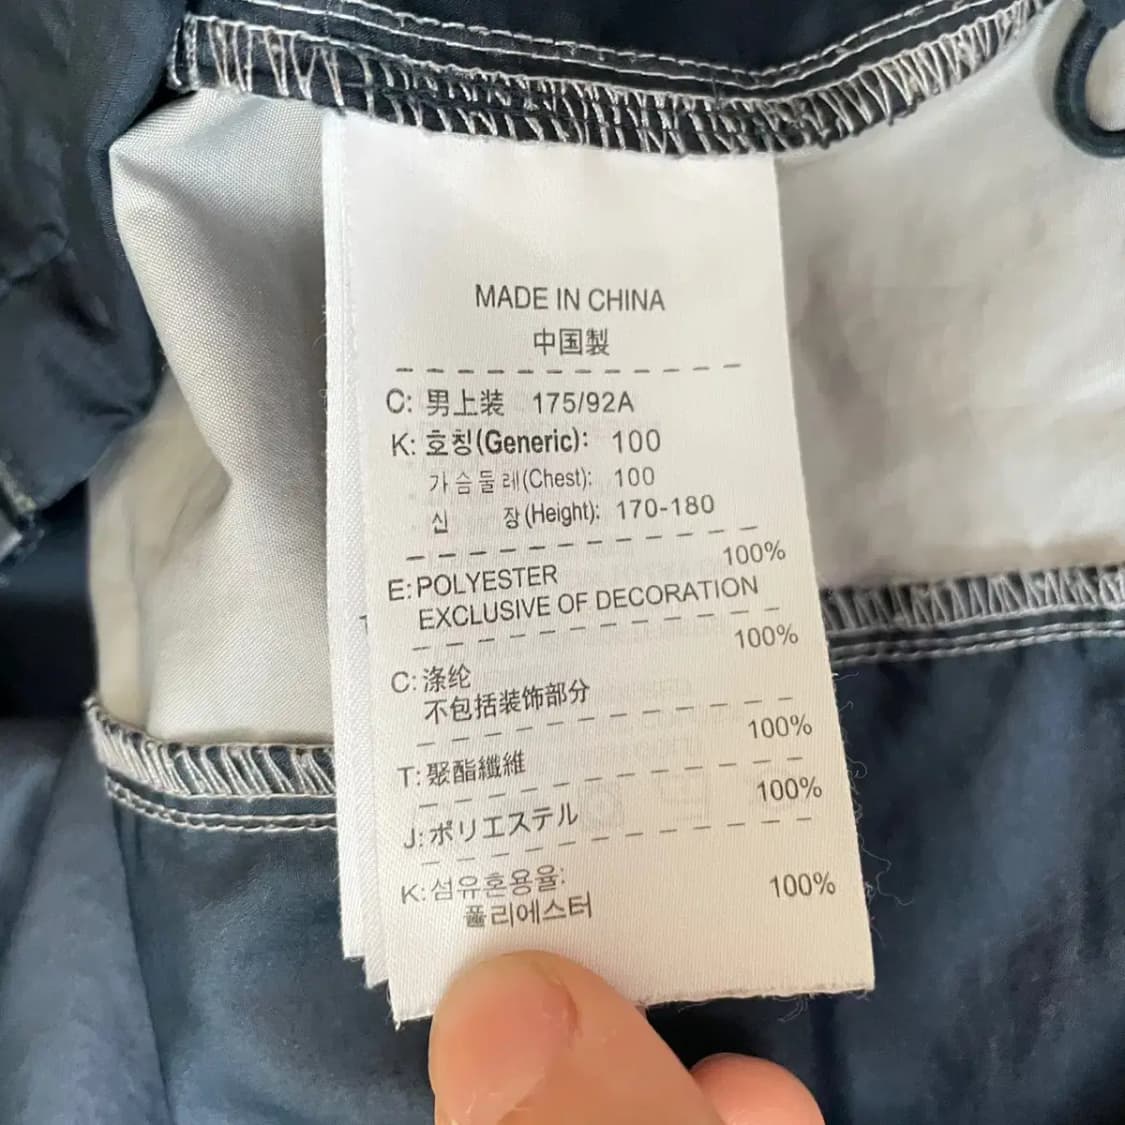 MADE IN CHINA
中国製
C: 男上装 175/92A
K: 호칭(Generic): 100
가슴둘레(Chest): 100
신 장(Height): 170-180
E: POLYESTER 100%
EXCLUSIVE OF DECORATION
C: 涤纶 100%
不包括装饰部分
T: 聚酯纖維 100%
J: ポリエステル 100%
K: 섬유혼용율:
폴리에스터 100%